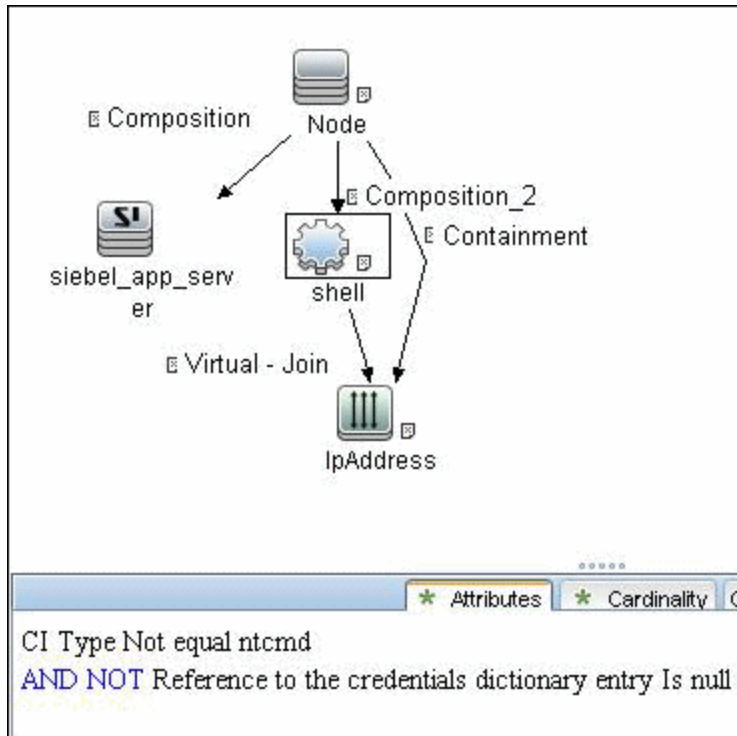 Composition
Node
Composition_2
Containment
siebel_app_serv
er
shell
Virtual - Join
IpAddress
Attributes
Cardinality
CI Type Not equal ntcmd
AND NOT Reference to the credentials dictionary entry Is null